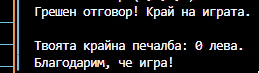 Грешен отговор! Край на играта.
Твоята крайна печалба: 0 лева.
Благодарим, че игра!